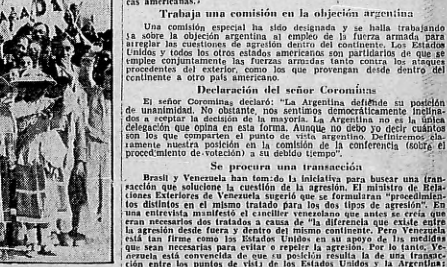 cas americanas.
Trabaja una comisión en la objeción argentina
Una comisión especial ha sido designada y se halla trabajando
ya sobre la objeción argentina al empleo de la fuerza armada para
arreglar las cuestiones de agresión dentro del continente. Los Estados
Unidos y todos los otros estados americanos son partidarios de que se
emplee conjuntamente las fuerzas armadas tanto contra los ataques
procedentes del exterior, como los que provengan desde dentro del
continente a otro país americano.
Declaración del señor Corominas
El señor Corominas declaró: "La Argentina defiende su posición
de unanimidad. No obstante, nos sentimos democráticamente inclina-
dos a aceptar la decisión de la mayoría. La Argentina no es la única
delegación que opina en esta forma. Aunque no debo yo decir cuáles
son los que comparten el punto de vista argentino. Definiremos cla-
ramente nuestra posición en la comisión de la conferencia (sobre el
procedimiento de votación) a su debido tiempo".
Se procura una transacción
Brasil y Venezuela han tomado la iniciativa para buscar una tran-
sacción que solucione la cuestión de la agresión. El ministro de Rela-
ciones Exteriores de Venezuela sugirió que se formularan "procedimien-
tos distintos en el mismo tratado para los dos tipos de agresión". En
una entrevista manifestó el canciller venezolano que antes se creía que
eran necesarios dos tratados a causa de "la diferencia que existe entre
la agresión desde fuera y dentro del mismo continente. Pero Venezuela
está tan firme como los Estados Unidos en su apoyo de las medidas
que sean necesarias para evitar o repeler la agresión. Por lo tanto, Ve-
nezuela está convencida de que su posición resulta la de una transac-
ción entre los puntos de vista de los Estados Unidos y la Argentina